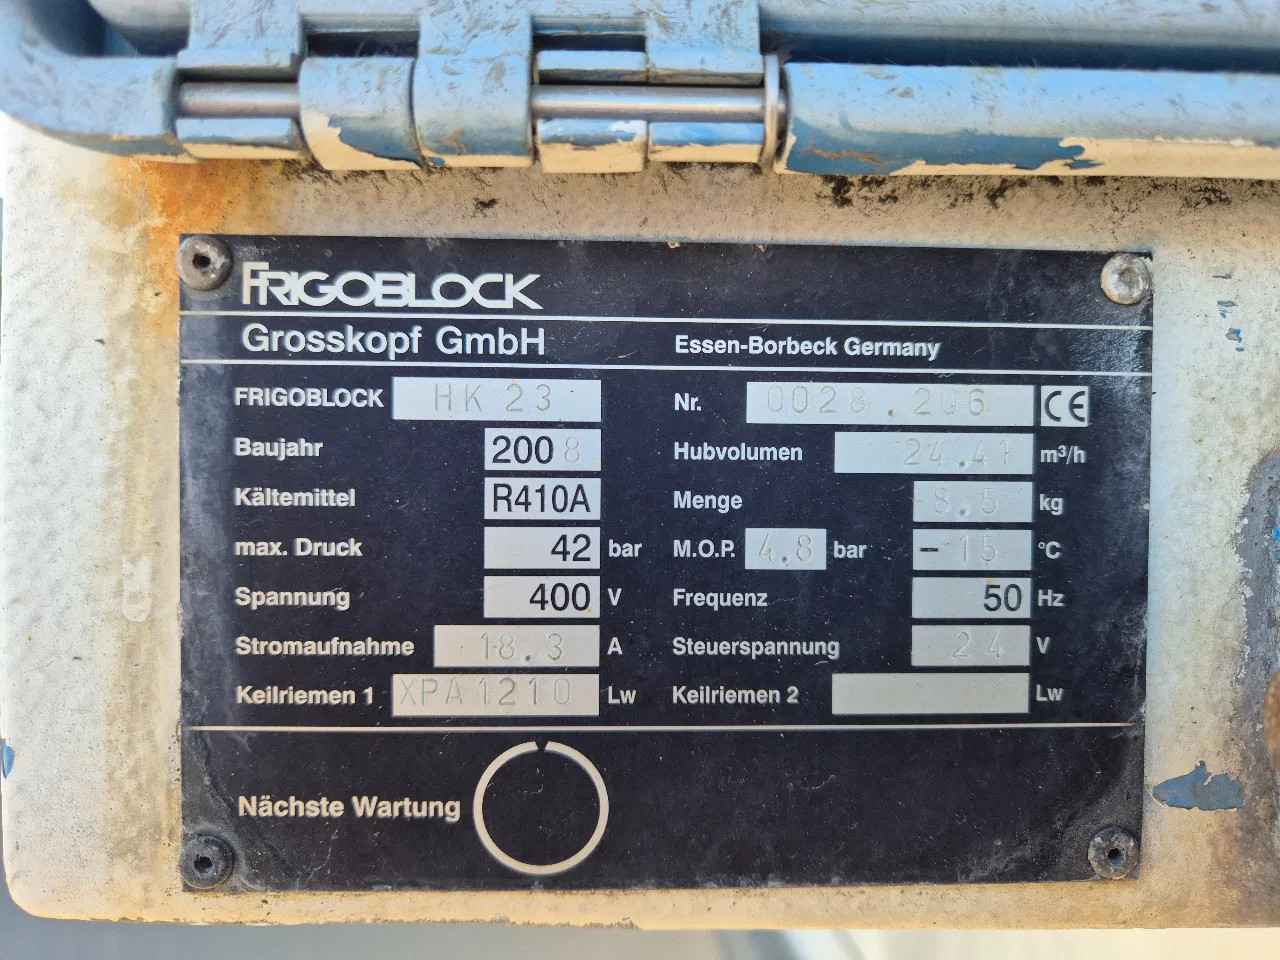 FRIGOBLOCK
Grosskopf GmbH Essen-Borbeck Germany
FRIGOBLOCK HK 23 Nr. 0028.206 CE
Baujahr 2008 Hubvolumen 24.41 m³/h
Kältemittel R410A Menge 8.5 kg
max. Druck 42 bar M.O.P. 4.8 bar -15 °C
Spannung 400 V Frequenz 50 Hz
Stromaufnahme 18.3 A Steuerspannung 24 V
Keilriemen 1 XPA1210 Lw Keilriemen 2 Lw
Nächste Wartung